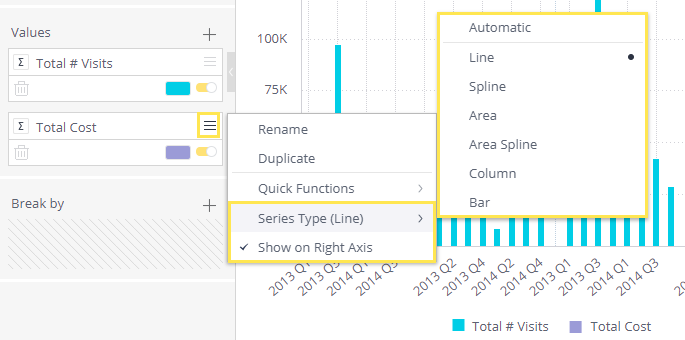 Values
+
Σ Total # Visits
Σ Total Cost
Break by
+
Rename
Duplicate
Quick Functions
Series Type (Line)
✓ Show on Right Axis
Automatic
Line
Spline
Area
Area Spline
Column
Bar
100K
75K
2013 Q1
2013 Q3
2014 Q1
2014 Q3
2013 Q2
2013 Q4
2014 Q2
2014 Q4
2013 Q1
2013 Q3
2014 Q1
2014 Q3
Total # Visits
Total Cost